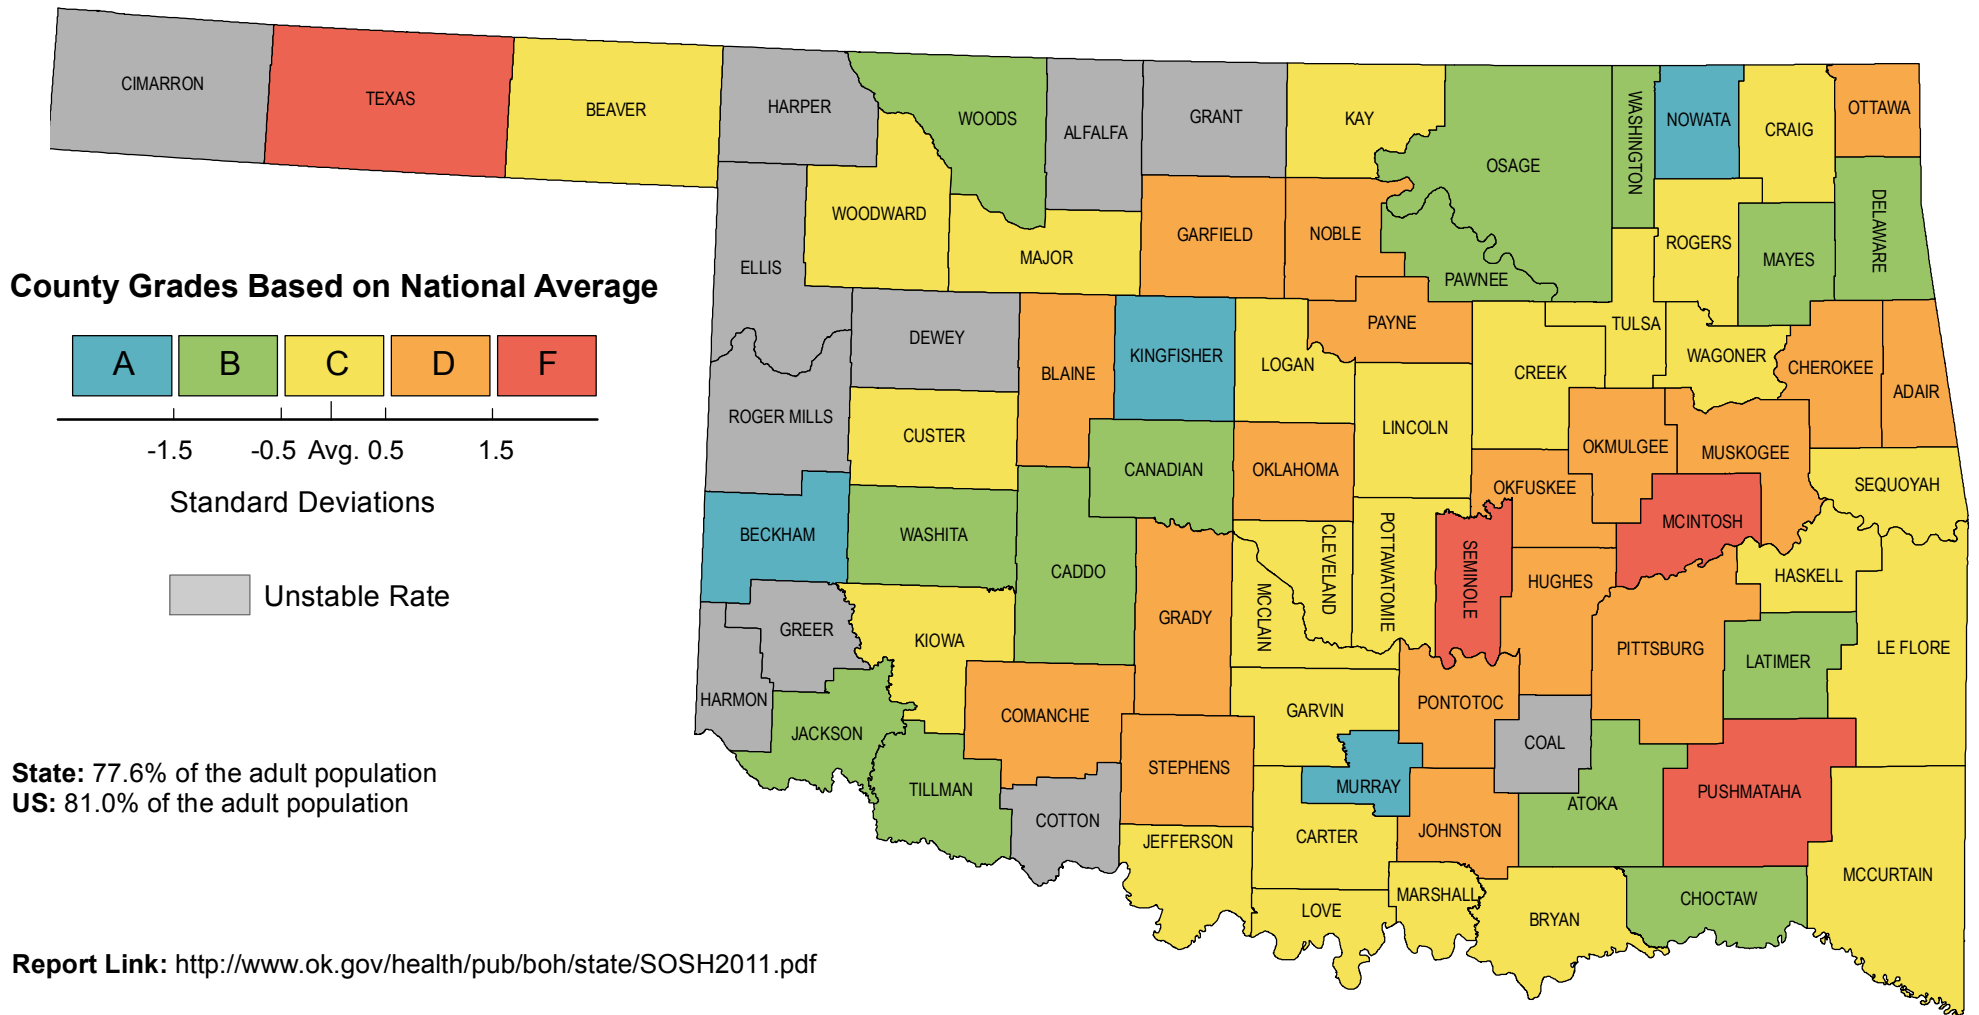 CIMARRON
TEXAS
BEAVER
HARPER
WOODS
ALFALFA
GRANT
KAY
OSAGE
WASHINGTON
NOWATA
CRAIG
OTTAWA
WOODWARD
MAJOR
GARFIELD
NOBLE
PAWNEE
ROGERS
MAYES
DELAWARE
ELLIS
County Grades Based on National Average
A B C D F
-1.5 -0.5 Avg. 0.5 1.5
Standard Deviations
Unstable Rate
DEWEY
BLAINE
KINGFISHER
LOGAN
PAYNE
CREEK
TULSA
WAGONER
CHEROKEE
ADAIR
ROGER MILLS
CUSTER
CANADIAN
OKLAHOMA
LINCOLN
OKMULGEE
MUSKOGEE
OKFUSKEE
SEQUOYAH
BECKHAM
WASHITA
CADDO
GRADY
MCCLAIN
CLEVELAND
POTTAWATOMIE
SEMINOLE
HUGHES
MCINTOSH
HASKELL
GREER
KIOWA
PITTSBURG
LATIMER
LE FLORE
HARMON
JACKSON
COMANCHE
GARVIN
PONTOTOC
COAL
TILLMAN
STEPHENS
MURRAY
ATOKA
PUSHMATAHA
COTTON
JEFFERSON
CARTER
JOHNSTON
MCCURTAIN
LOVE
MARSHALL
BRYAN
CHOCTAW
State: 77.6% of the adult population
US: 81.0% of the adult population
Report Link: http://www.ok.gov/health/pub/boh/state/SOSH2011.pdf